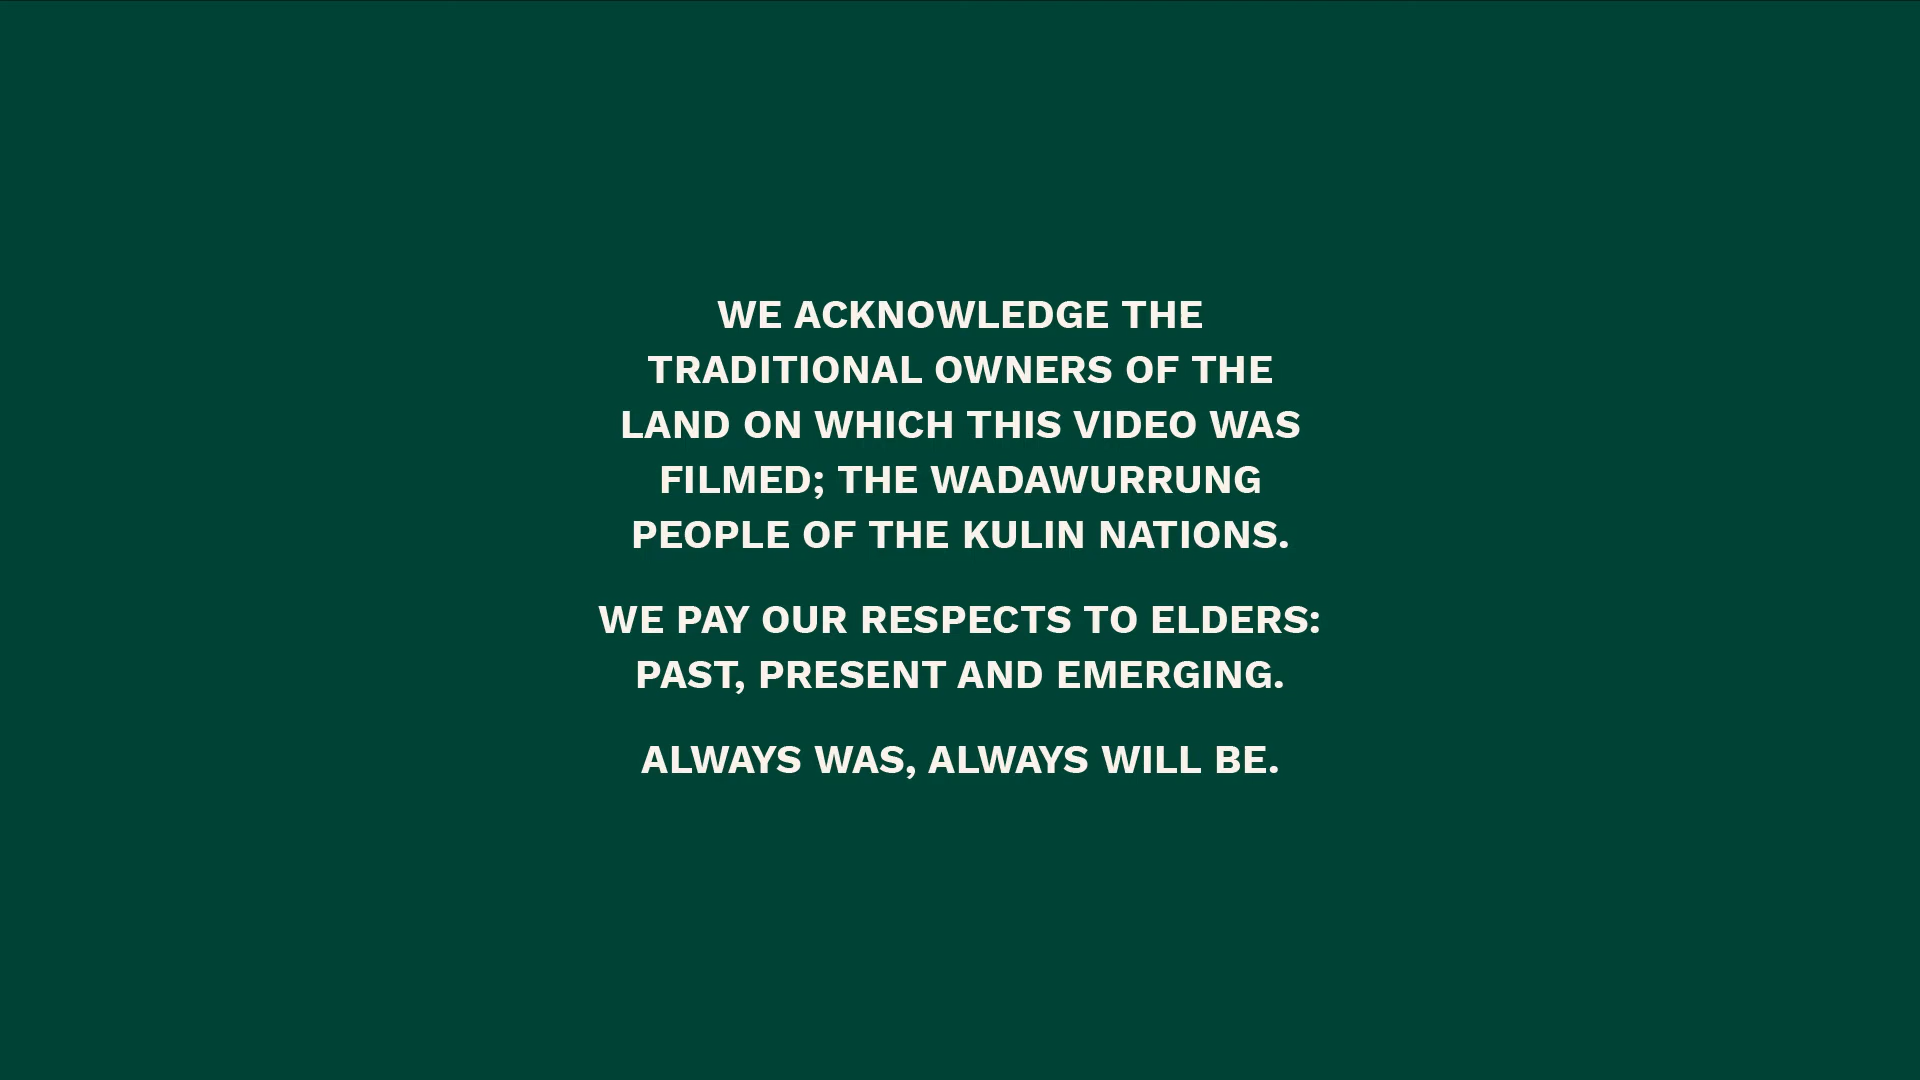 WE ACKNOWLEDGE THE
TRADITIONAL OWNERS OF THE
LAND ON WHICH THIS VIDEO WAS
FILMED; THE WADAWURRUNG
PEOPLE OF THE KULIN NATIONS.
WE PAY OUR RESPECTS TO ELDERS:
PAST, PRESENT AND EMERGING.
ALWAYS WAS, ALWAYS WILL BE.